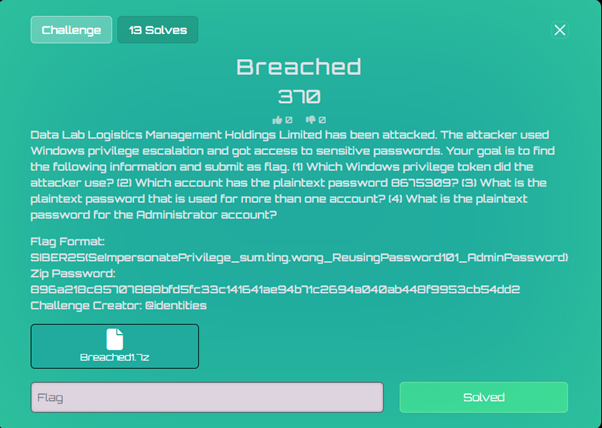 Challenge
13 Solves
Breached
370
0 0
Data Lab Logistics Management Holdings Limited has been attacked. The attacker used
Windows privilege escalation and got access to sensitive passwords. Your goal is to find
the following information and submit as flag. (1) Which Windows privilege token did the
attacker use? (2) Which account has the plaintext password 8675309? (3) What is the
plaintext password that is used for more than one account? (4) What is the plaintext
password for the Administrator account?
Flag Format:
SIBER25{SeImpersonatePrivilege_sum.ting.wong_ReusingPassword101_AdminPassword}
Zip Password:
896a218c85707888bfd5fc33c141641ae94b71c2694a040ab448f9953cb54dd2
Challenge Creator: @identities
Breached1.7z
Flag
Solved